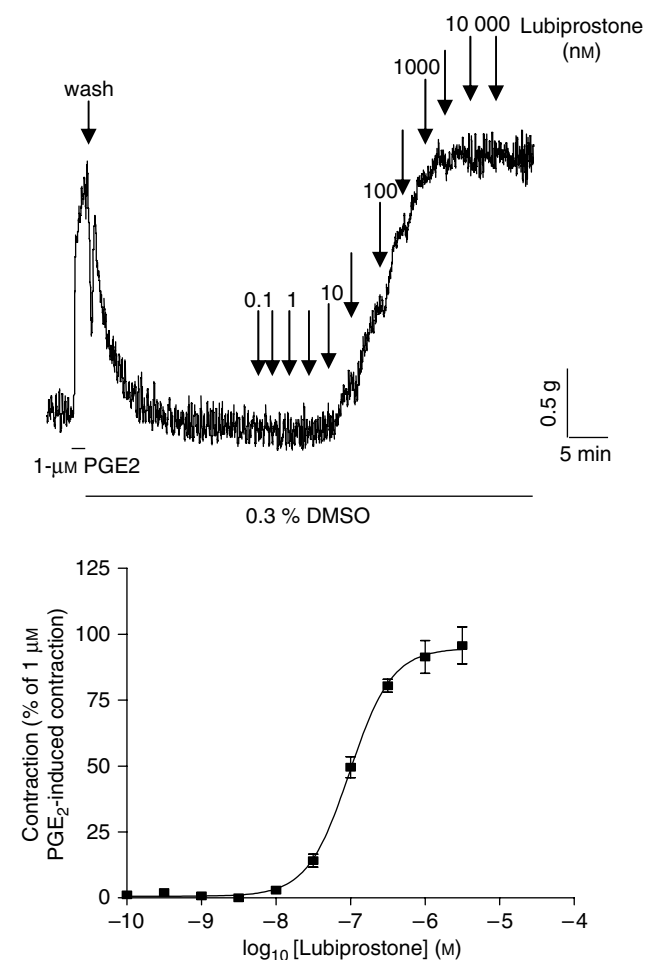 10 000 Lubiprostone
(nM)
1000
wash
100
0.1 1 10
0.5 g
5 min
1-μM PGE2
0.3 % DMSO
125
100
75
50
25
0
Contraction (% of 1 μM
PGE₂-induced contraction)
−10 −9 −8 −7 −6 −5 −4
log₁₀ [Lubiprostone] (M)